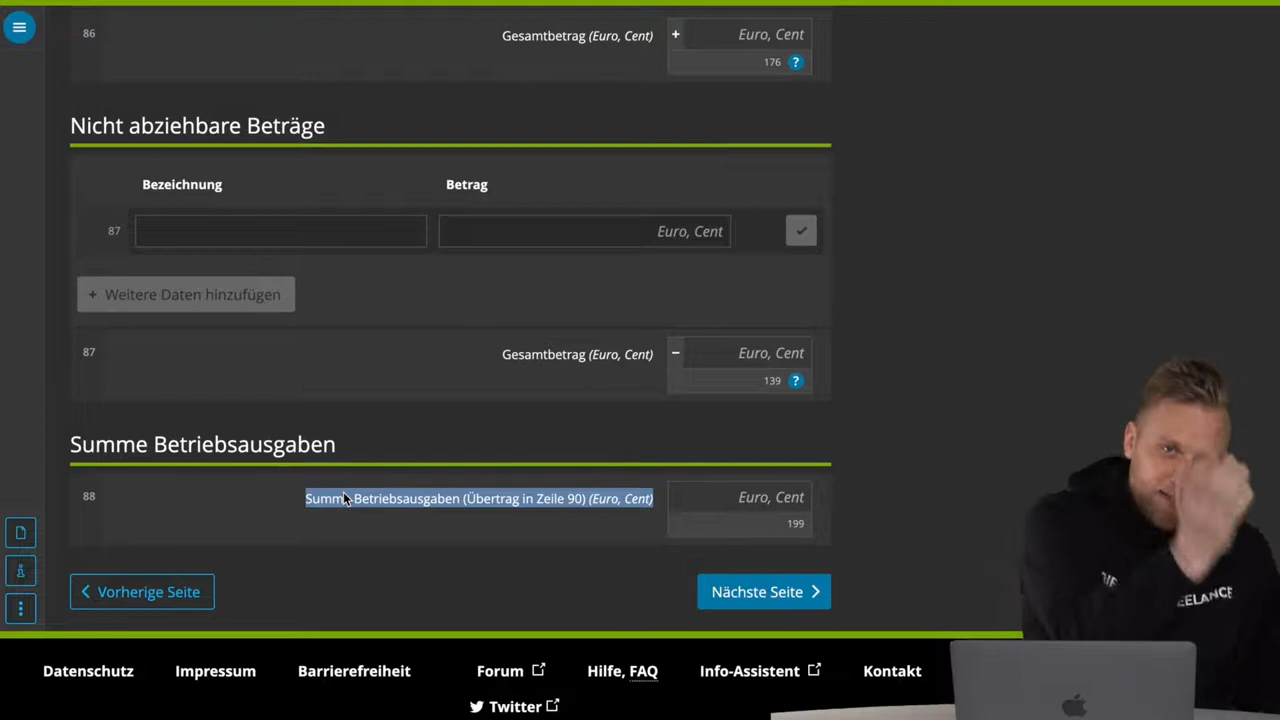 86 Gesamtbetrag (Euro, Cent) + Euro, Cent
176 ?
Nicht abziehbare Beträge
Bezeichnung Betrag
87 Euro, Cent
+ Weitere Daten hinzufügen
87 Gesamtbetrag (Euro, Cent) - Euro, Cent
139 ?
Summe Betriebsausgaben
88 Summe Betriebsausgaben (Übertrag in Zeile 90) (Euro, Cent) Euro, Cent
199
Vorherige Seite Nächste Seite
Datenschutz Impressum Barrierefreiheit Forum Hilfe, FAQ Info-Assistent Kontakt
Twitter